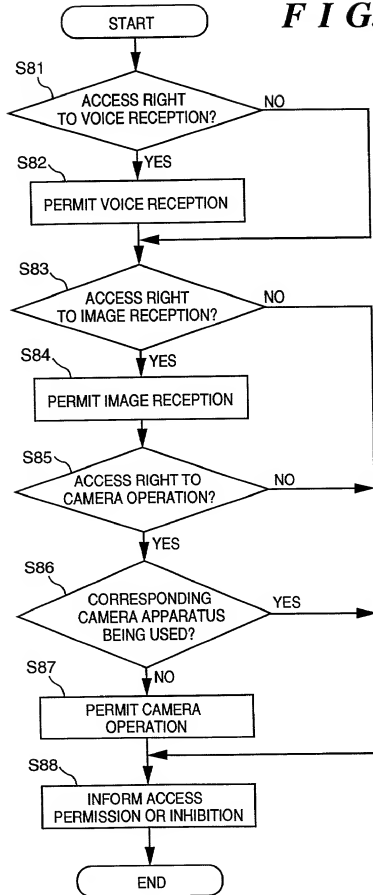 F I G.
START
S81
ACCESS RIGHT
TO VOICE RECEPTION?
NO
YES
S82
PERMIT VOICE RECEPTION
S83
ACCESS RIGHT
TO IMAGE RECEPTION?
NO
YES
S84
PERMIT IMAGE RECEPTION
S85
ACCESS RIGHT TO
CAMERA OPERATION?
NO
YES
S86
CORRESPONDING
CAMERA APPARATUS
BEING USED?
YES
NO
S87
PERMIT CAMERA
OPERATION
S88
INFORM ACCESS
PERMISSION OR INHIBITION
END